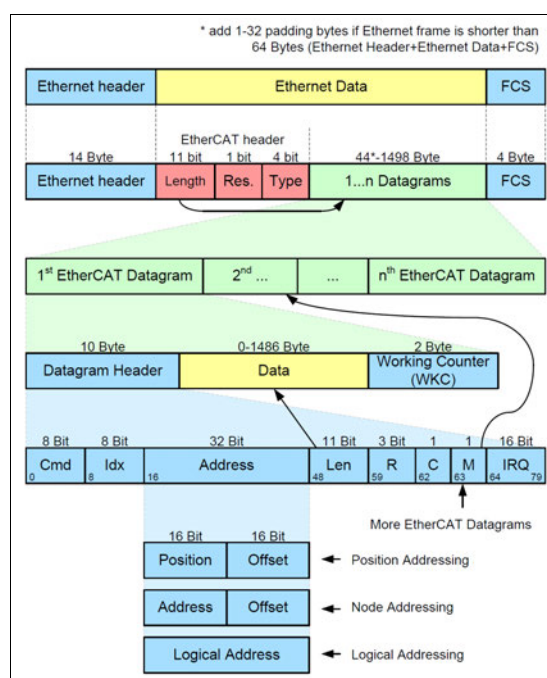 * add 1-32 padding bytes if Ethernet frame is shorter than
64 Bytes (Ethernet Header+Ethernet Data+FCS)
Ethernet header Ethernet Data FCS
EtherCAT header
14 Byte 11 bit 1 bit 4 bit 44*-1498 Byte 4 Byte
Ethernet header Length Res. Type 1...n Datagrams FCS
1st EtherCAT Datagram 2nd ... ... nth EtherCAT Datagram
10 Byte 0-1486 Byte 2 Byte
Datagram Header Data Working Counter
(WKC)
8 Bit 8 Bit 32 Bit 11 Bit 3 Bit 1 1 16 Bit
Cmd Idx Address Len R C M IRQ
0 8 16 48 59 62 63 64 79
More EtherCAT Datagrams
16 Bit 16 Bit
Position Offset Position Addressing
Address Offset Node Addressing
Logical Address Logical Addressing